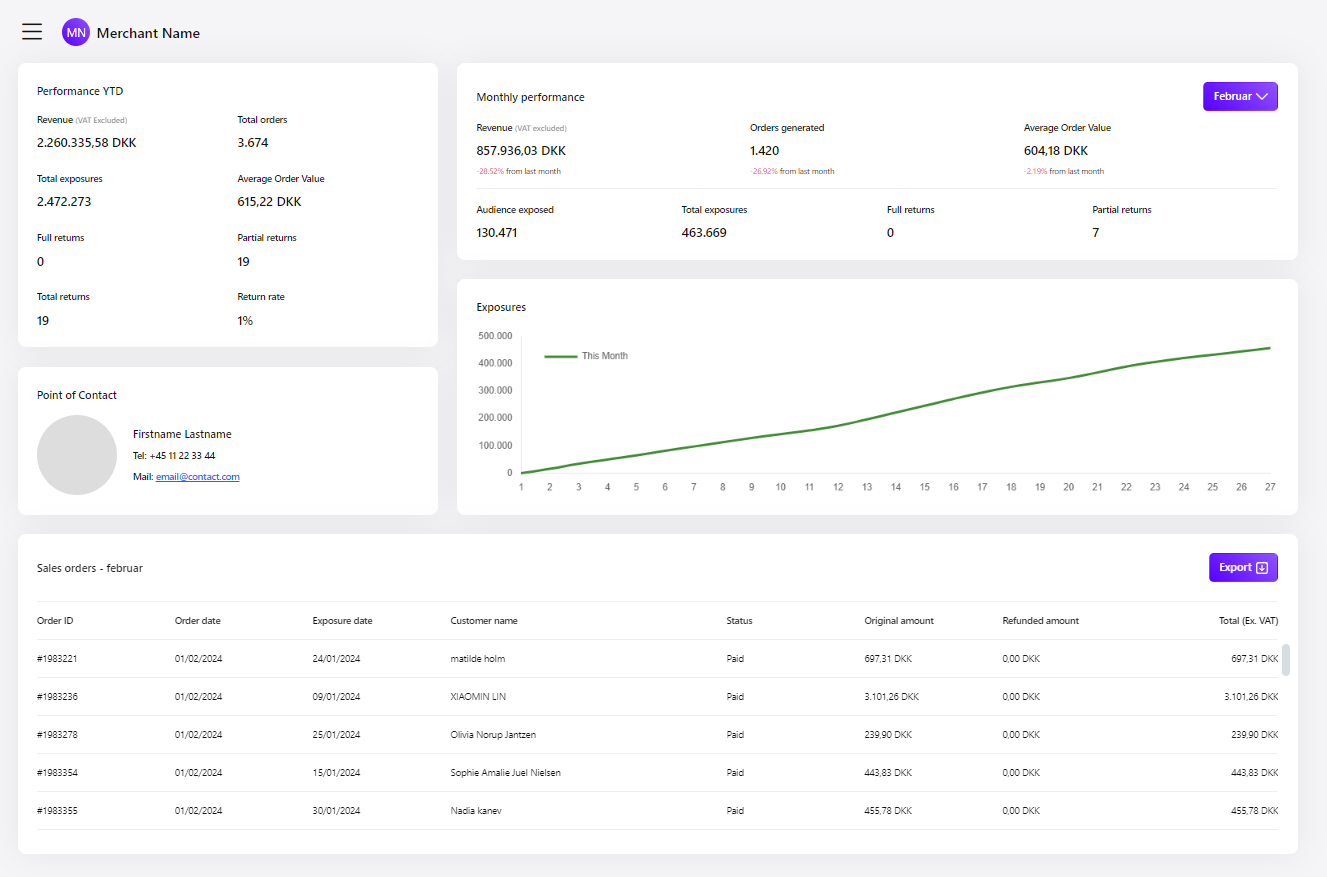 MN Merchant Name
Performance YTD
Revenue (VAT Excluded) Total orders
2.260.335,58 DKK 3.674
Total exposures Average Order Value
2.472.273 615,22 DKK
Full returns Partial returns
0 19
Total returns Return rate
19 1%
Point of Contact
Firstname Lastname
Tel: +45 11 22 33 44
Mail: email@contact.com
Monthly performance Februar
Revenue (VAT excluded) Orders generated Average Order Value
857.936,03 DKK 1.420 604,18 DKK
-28.52% from last month -26.92% from last month -2.19% from last month
Audience exposed Total exposures Full returns Partial returns
130.471 463.669 0 7
Exposures
This Month
500.000
400.000
300.000
200.000
100.000
0
1 2 3 4 5 6 7 8 9 10 11 12 13 14 15 16 17 18 19 20 21 22 23 24 25 26 27
Sales orders - februar Export
Order ID Order date Exposure date Customer name Status Original amount Refunded amount Total (Ex. VAT)
#1983221 01/02/2024 24/01/2024 matilde holm Paid 697,31 DKK 0,00 DKK 697,31 DKK
#1983236 01/02/2024 09/01/2024 XIAOMIN LIN Paid 3.101,26 DKK 0,00 DKK 3.101,26 DKK
#1983278 01/02/2024 25/01/2024 Olivia Norup Jantzen Paid 239,90 DKK 0,00 DKK 239,90 DKK
#1983354 01/02/2024 15/01/2024 Sophie Amalie Juel Nielsen Paid 443,83 DKK 0,00 DKK 443,83 DKK
#1983355 01/02/2024 30/01/2024 Nadia kanev Paid 455,78 DKK 0,00 DKK 455,78 DKK